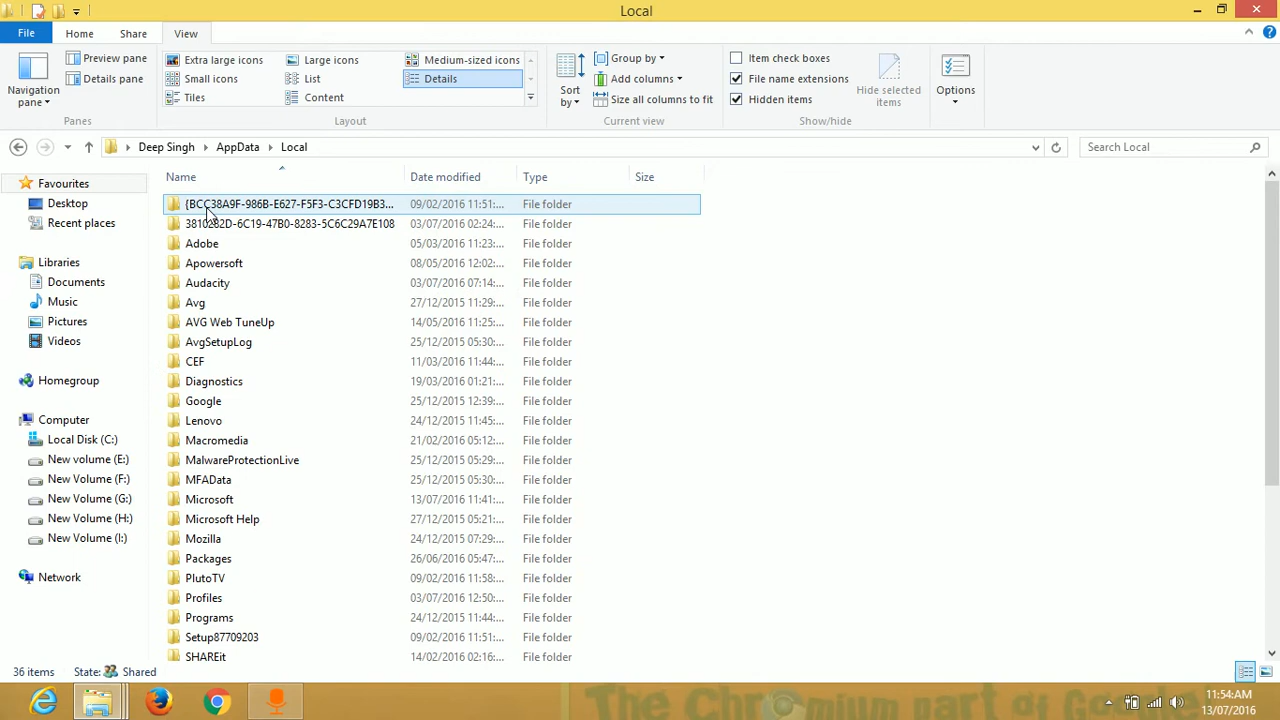 Local
File Home Share View
Preview pane
Details pane
Navigation pane
Panes
Extra large icons Large icons Medium-sized icons
Small icons List Details
Tiles Content
Layout
Sort by
Group by
Add columns
Size all columns to fit
Current view
Item check boxes
File name extensions
Hidden items
Hide selected items
Show/hide
Options
Deep Singh AppData Local
Search Local
Favourites
Desktop
Recent places
Libraries
Documents
Music
Pictures
Videos
Homegroup
Computer
Local Disk (C:)
New volume (E:)
New Volume (F:)
New Volume (G:)
New Volume (H:)
New Volume (I:)
Network
Name Date modified Type Size
{BCC38A9F-986B-E627-F5F3-C3CFD19B3... 09/02/2016 11:51:... File folder
3810282D-6C19-47B0-8283-5C6C29A7E108 03/07/2016 02:24:... File folder
Adobe 05/03/2016 11:23:... File folder
Apowersoft 08/05/2016 12:02:... File folder
Audacity 03/07/2016 07:14:... File folder
Avg 27/12/2015 11:29:... File folder
AVG Web TuneUp 14/05/2016 11:25:... File folder
AvgSetupLog 25/12/2015 05:30:... File folder
CEF 11/03/2016 11:44:... File folder
Diagnostics 19/03/2016 01:21:... File folder
Google 25/12/2015 12:39:... File folder
Lenovo 24/12/2015 11:45:... File folder
Macromedia 21/02/2016 05:12:... File folder
MalwareProtectionLive 25/12/2015 05:29:... File folder
MFAData 25/12/2015 05:30:... File folder
Microsoft 13/07/2016 11:41:... File folder
Microsoft Help 27/12/2015 05:21:... File folder
Mozilla 24/12/2015 07:29:... File folder
Packages 26/06/2016 05:47:... File folder
PlutoTV 09/02/2016 11:58:... File folder
Profiles 03/07/2016 12:50:... File folder
Programs 24/12/2015 11:44:... File folder
Setup87709203 09/02/2016 11:51:... File folder
SHAREit 14/02/2016 02:16:... File folder
36 items State: Shared
The Chromium part of
11:54:AM
13/07/2016